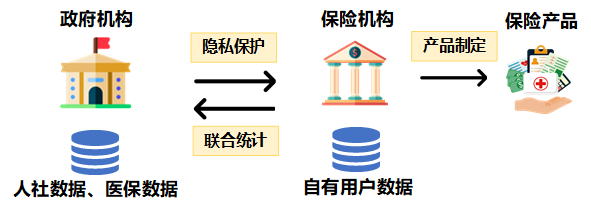 政府机构
保险机构
保险产品
隐私保护
产品制定
联合统计
人社数据、医保数据
自有用户数据